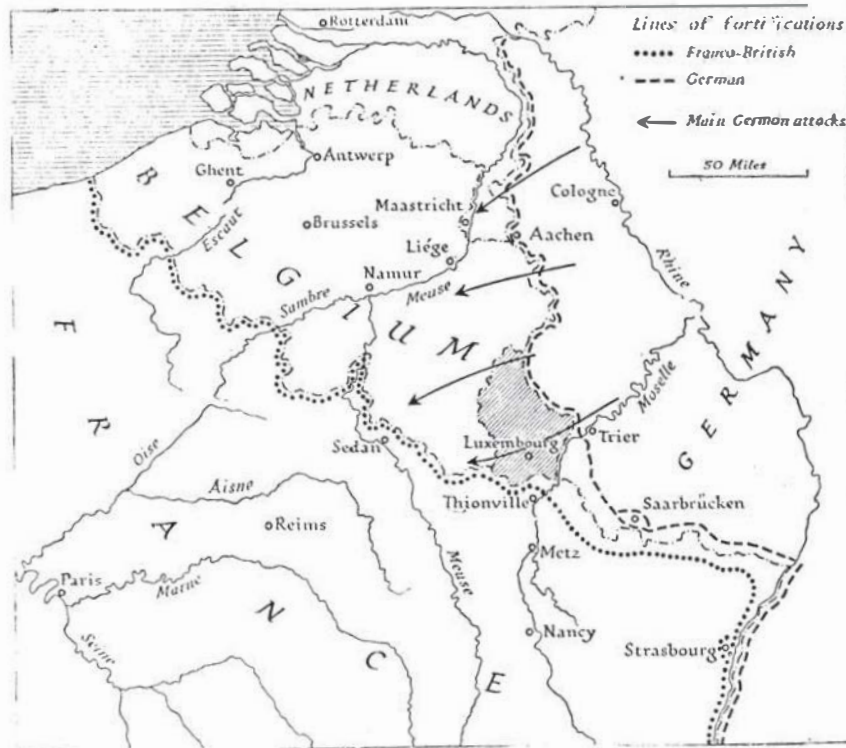 Rotterdam
Lines of fortifications
Franco-British
German
Main German attacks
50 Miles
NETHERLANDS
Antwerp
Ghent
Escaut
Brussels
Maastricht
Cologne
Aachen
Liége
Namur
Meuse
Sambre
BELGIUM
Rhine
GERMANY
Moselle
Trier
Luxembourg
Sedan
Thionville
Saarbrücken
Oise
Aisne
Reims
Metz
Meuse
Paris
Marne
Seine
Nancy
Strasbourg
FRANCE